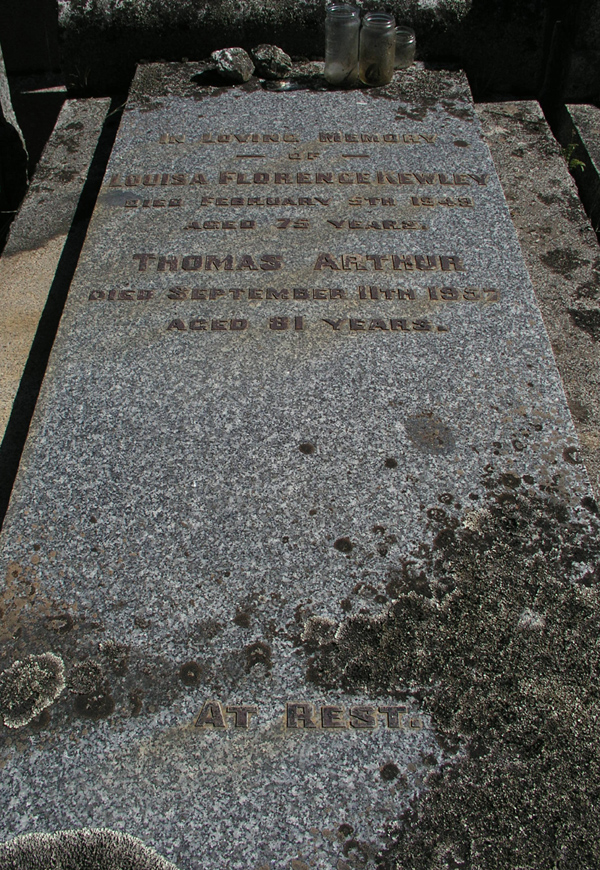 IN LOVING MEMORY
— OF —
LOUISA FLORENCE KEWLEY
DIED FEBRUARY 5TH 1948
AGED 75 YEARS.
THOMAS ARTHUR
DIED SEPTEMBER 11TH 1957
AGED 81 YEARS.
AT REST.